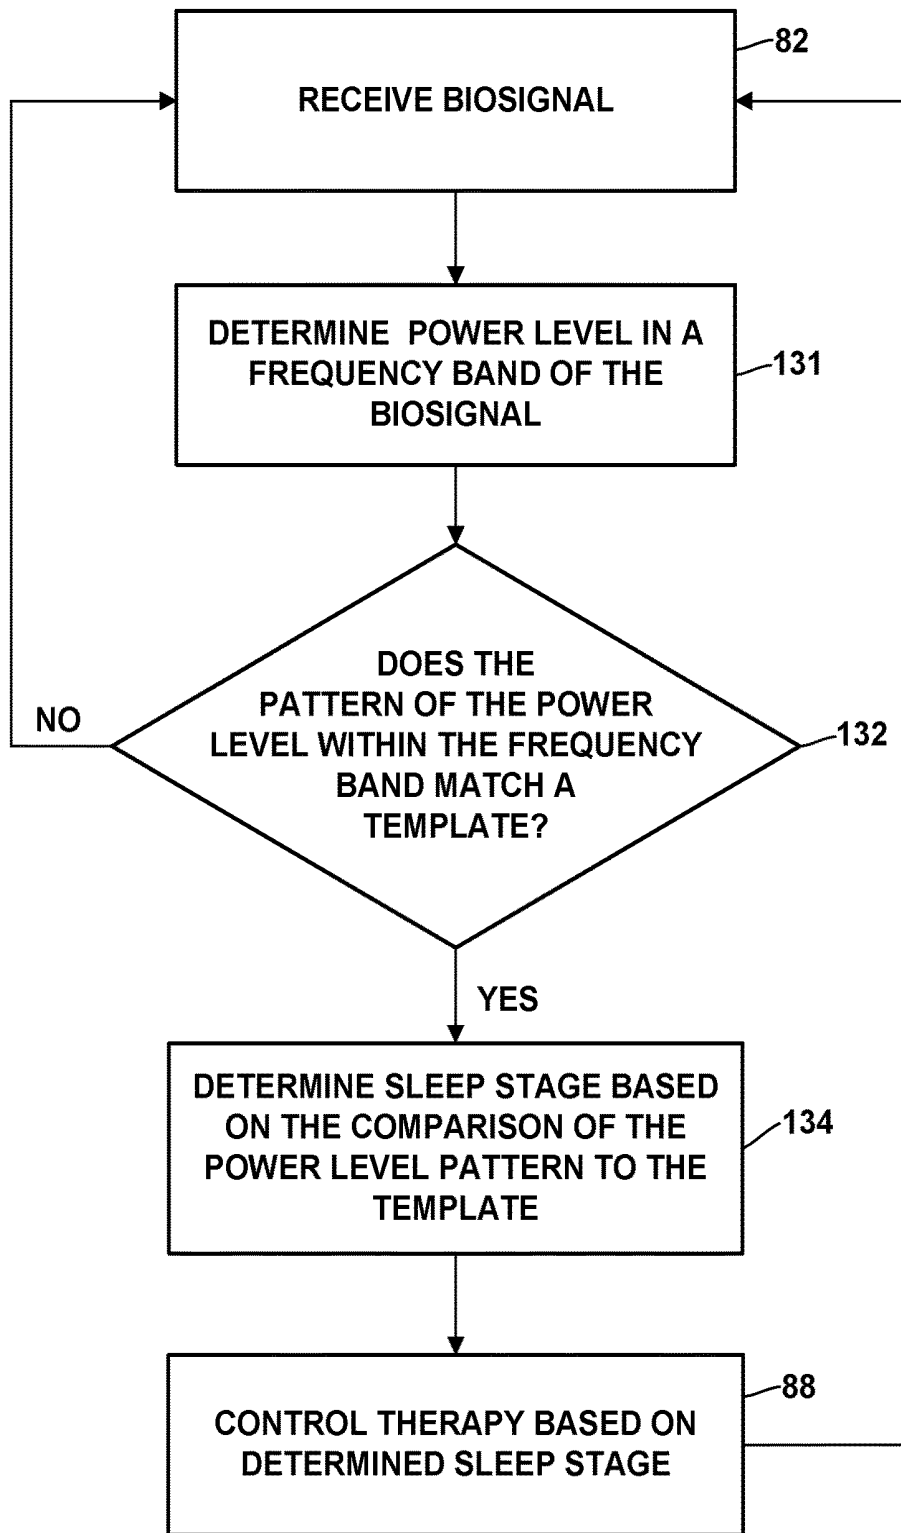 82
RECEIVE BIOSIGNAL
DETERMINE POWER LEVEL IN A
FREQUENCY BAND OF THE
BIOSIGNAL
131
DOES THE
PATTERN OF THE POWER
LEVEL WITHIN THE FREQUENCY
BAND MATCH A
TEMPLATE?
NO
132
YES
DETERMINE SLEEP STAGE BASED
ON THE COMPARISON OF THE
POWER LEVEL PATTERN TO THE
TEMPLATE
134
88
CONTROL THERAPY BASED ON
DETERMINED SLEEP STAGE